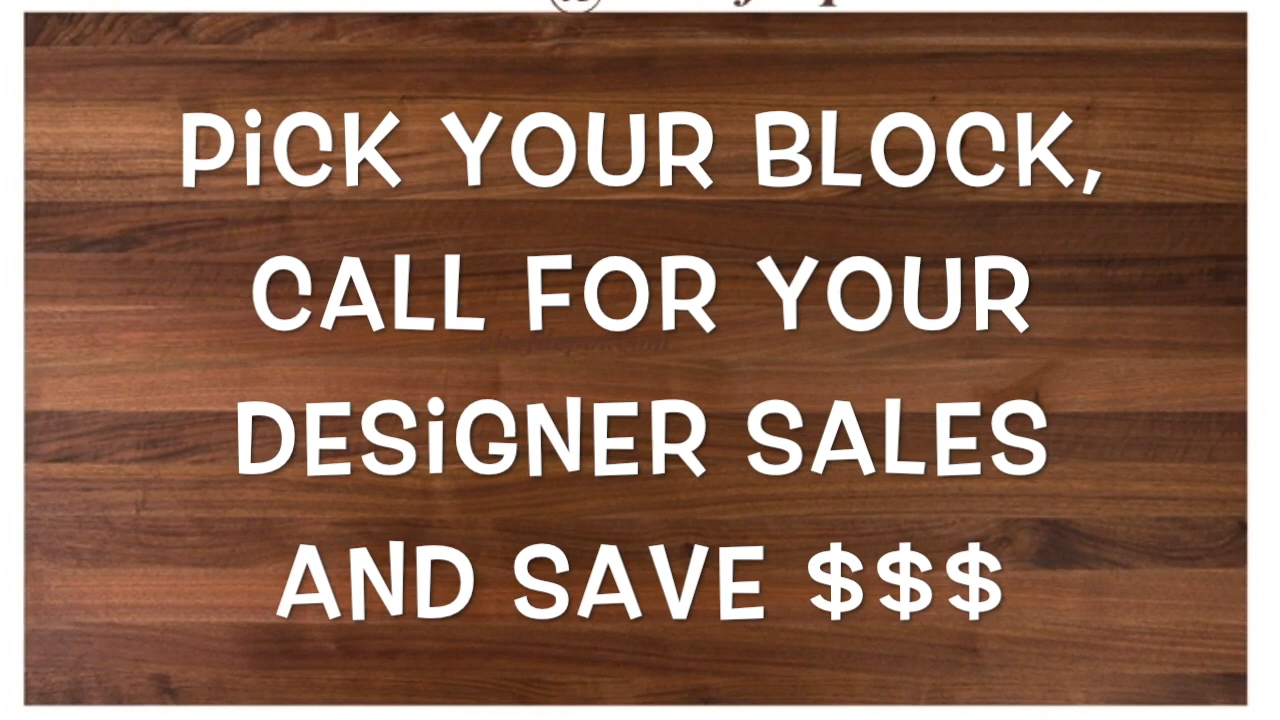 PiCK YOUR BLOCK,
CALL FOR YOUR
DESiGNER SALES
AND SAVE $$$